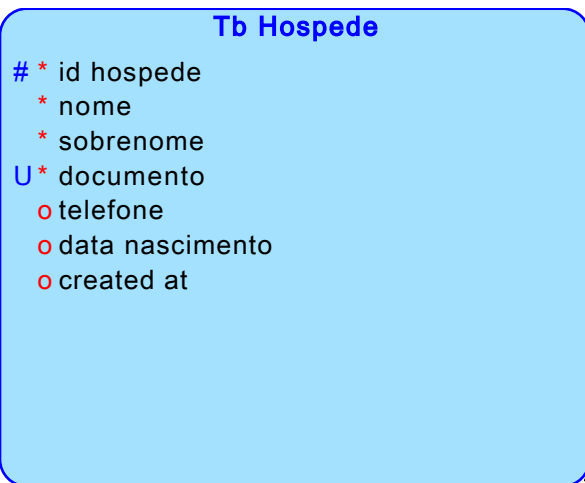 Tb Hospede
# * id hospede
* nome
* sobrenome
U * documento
o telefone
o data nascimento
o created at